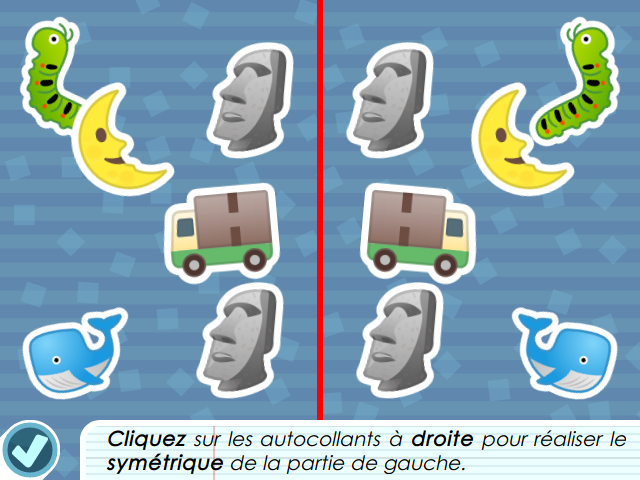 Cliquez sur les autocollants à droite pour réaliser le
symétrique de la partie de gauche.